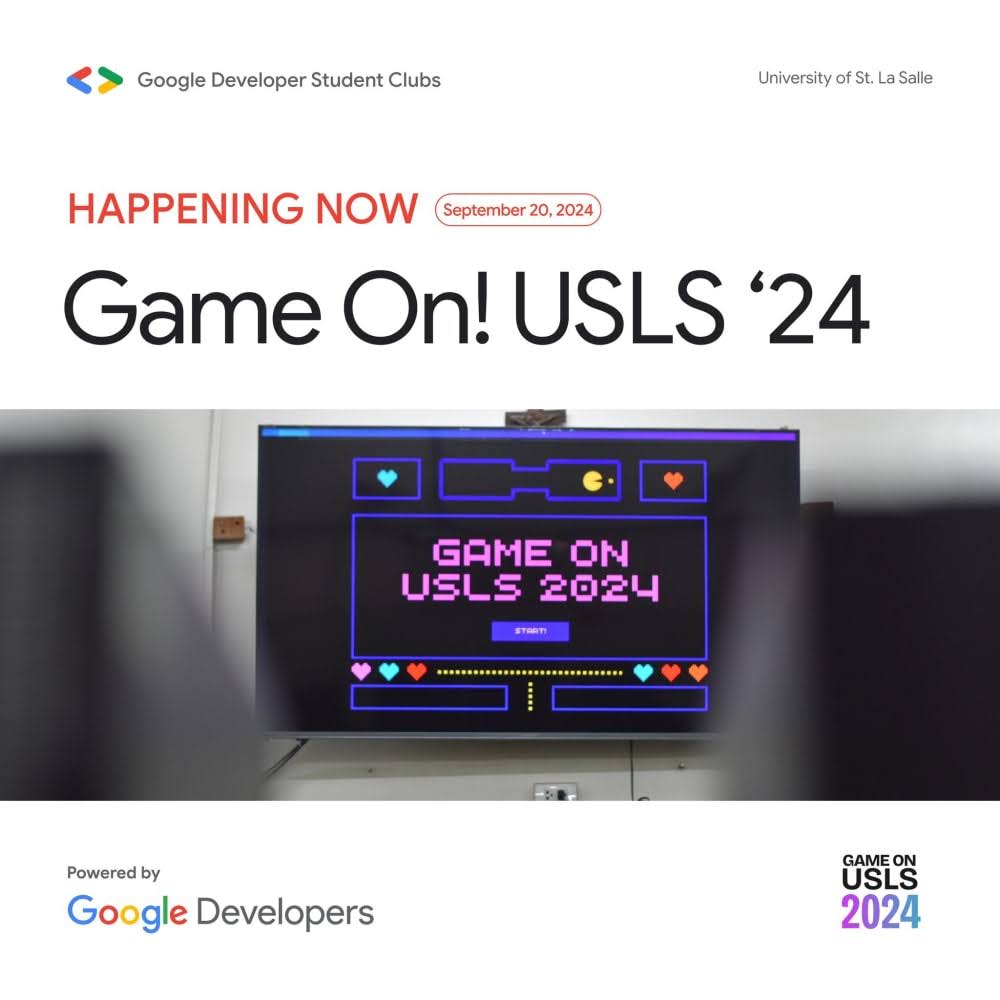 Google Developer Student Clubs
University of St. La Salle
HAPPENING NOW
September 20, 2024
Game On! USLS ‘24
GAME ON
USLS 2024
START!
Powered by
Google Developers
GAME ON
USLS
2024